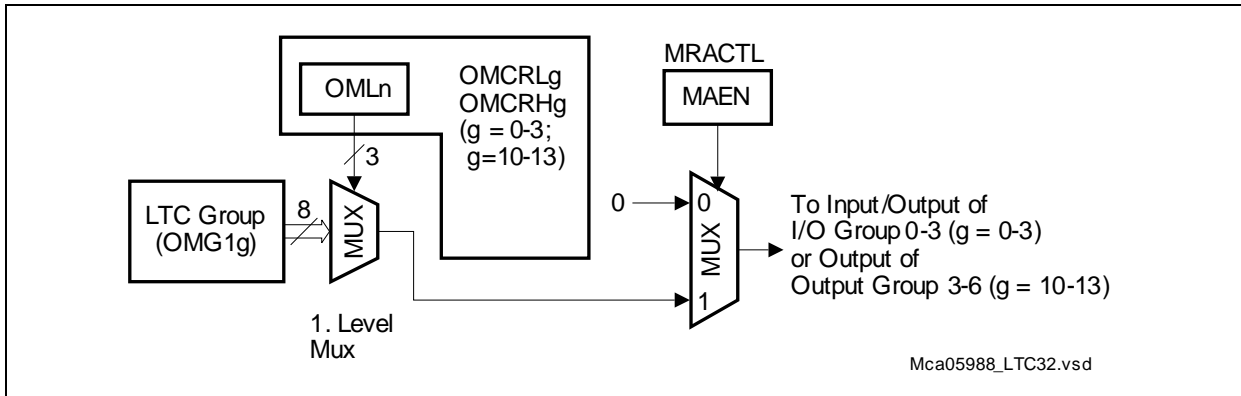 OMLn
OMCRLg
OMCRHg
(g = 0-3;
g=10-13)
3
MRACTL
MAEN
LTC Group
(OMG1g)
8
MUX
1. Level
Mux
0
0
MUX
1
To Input/Output of
I/O Group 0-3 (g = 0-3)
or Output of
Output Group 3-6 (g = 10-13)
Mca05988_LTC32.vsd